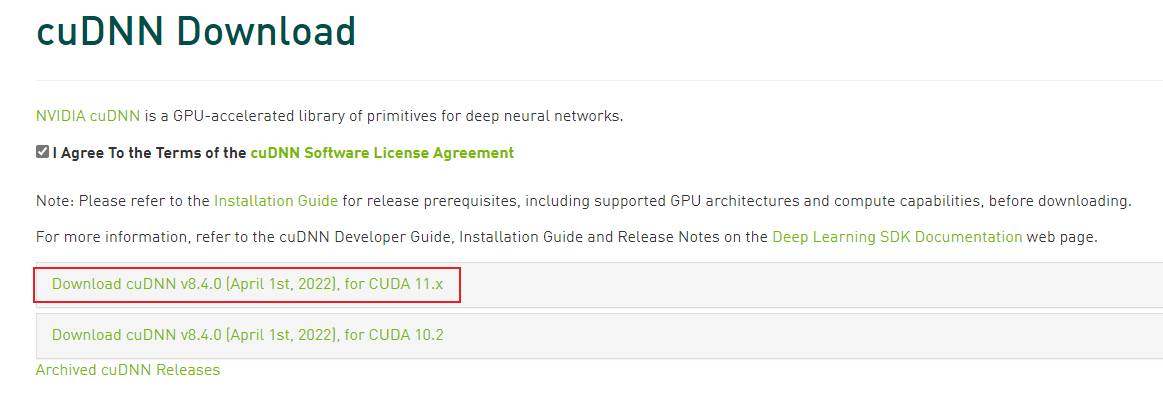 cuDNN Download
NVIDIA cuDNN is a GPU-accelerated library of primitives for deep neural networks.
I Agree To the Terms of the cuDNN Software License Agreement
Note: Please refer to the Installation Guide for release prerequisites, including supported GPU architectures and compute capabilities, before downloading.
For more information, refer to the cuDNN Developer Guide, Installation Guide and Release Notes on the Deep Learning SDK Documentation web page.
Download cuDNN v8.4.0 (April 1st, 2022), for CUDA 11.x
Download cuDNN v8.4.0 (April 1st, 2022), for CUDA 10.2
Archived cuDNN Releases